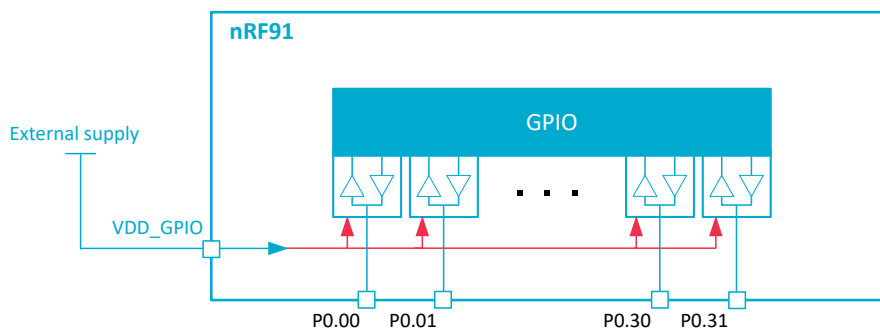 nRF91
GPIO
External supply
VDD_GPIO
P0.00
P0.01
P0.30
P0.31